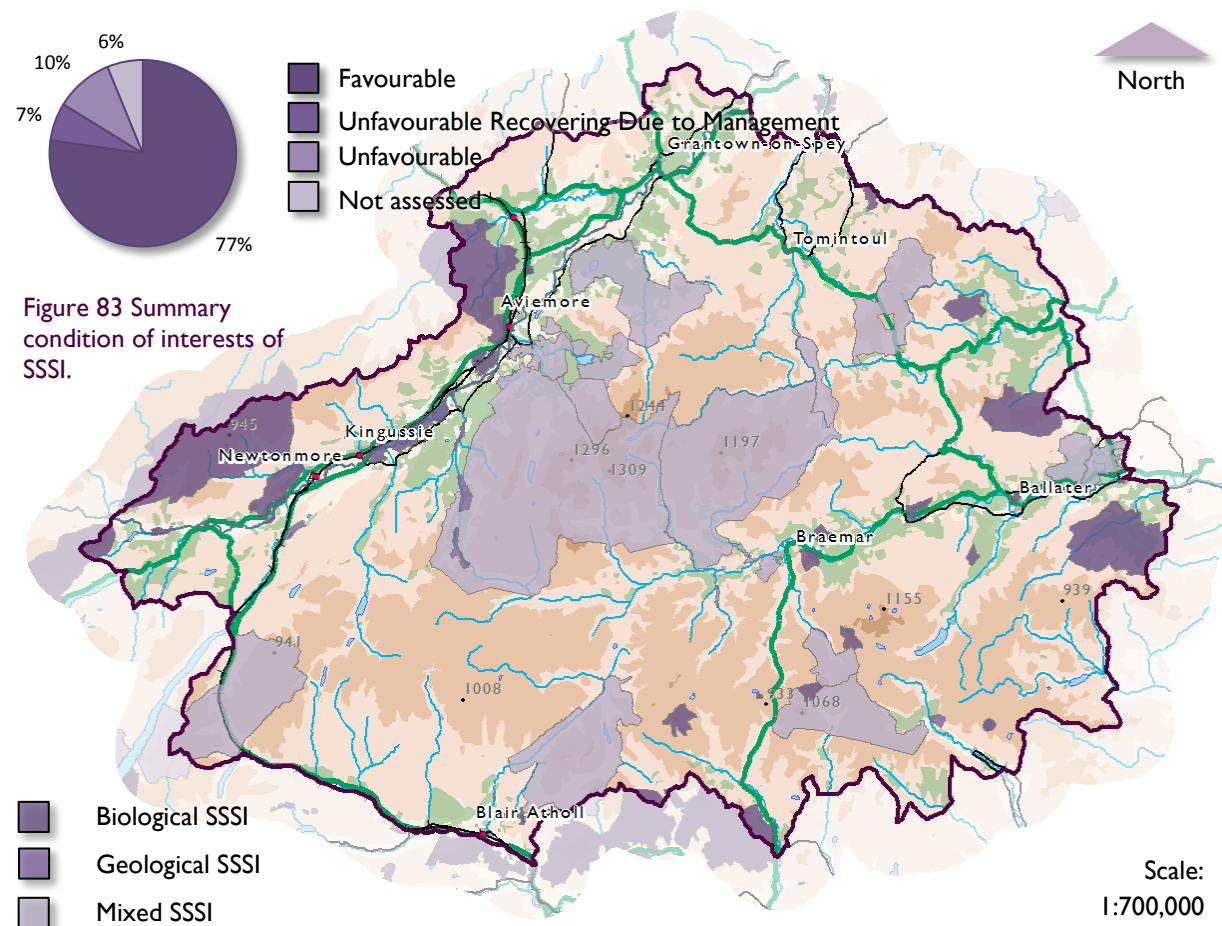 6%
10%
7%
77%
Favourable
Unfavourable Recovering Due to Management
Unfavourable
Not assessed
Figure 83 Summary
condition of interests of
SSSI.
North
Grantown-on-Spey
Tomintoul
Aviemore
Kingussie
Newtonmore
Ballater
Braemar
Blair Atholl
945
1244
1296
1309
1197
1155
939
941
1008
933
1068
Biological SSSI
Geological SSSI
Mixed SSSI
Scale:
1:700,000